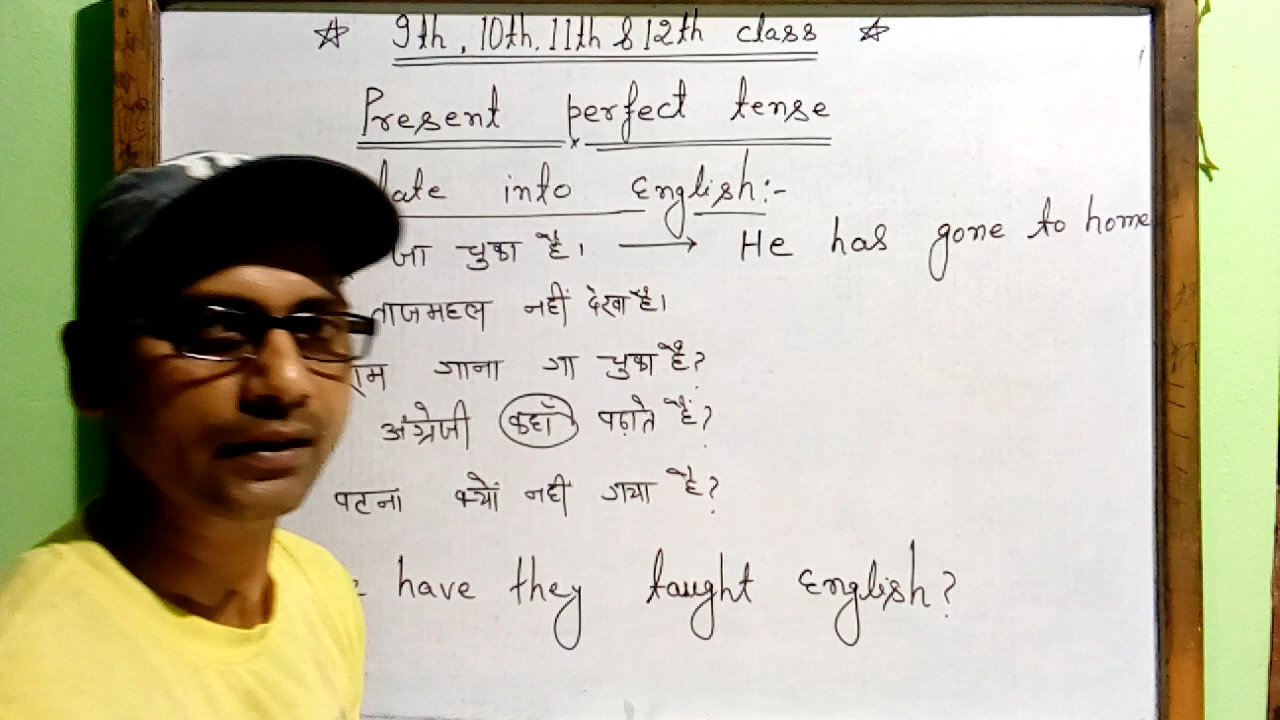 ☆ 9th, 10th, 11th & 12th class ☆
Present perfect tense
late into English:-
जा चुका है। → He has gone to home
ताजमहल नहीं देखा है।
राम गाना गा चुका है?
अंग्रेजी कहाँ पढ़ाते हैं?
पटना क्यों नहीं गया है?
have they taught English?